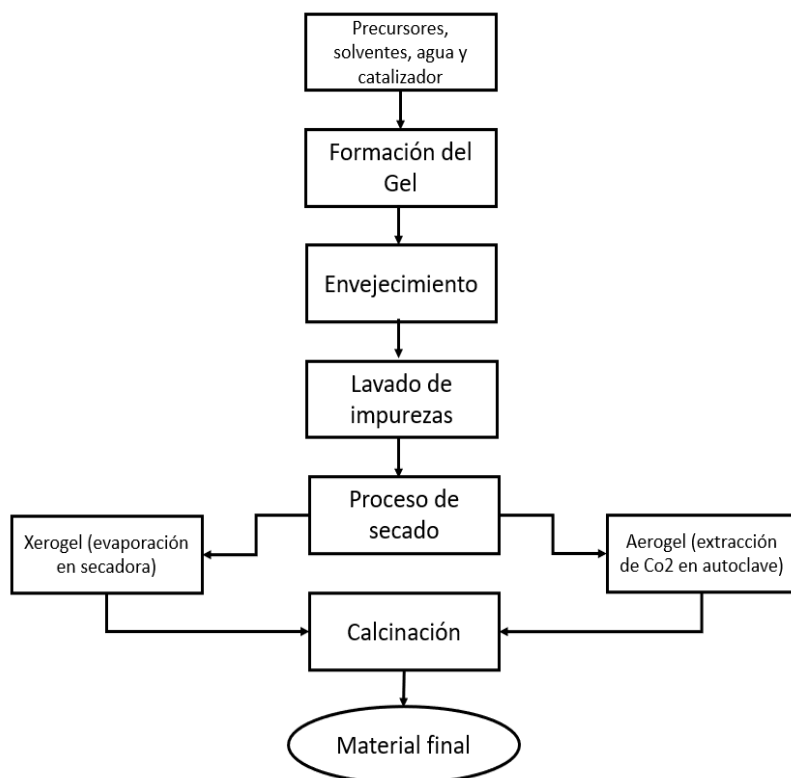 Precursores,
solventes, agua y
catalizador
Formación del
Gel
Envejecimiento
Lavado de
impurezas
Proceso de
secado
Xerogel (evaporación
en secadora)
Aerogel (extracción
de Co2 en autoclave)
Calcinación
Material final